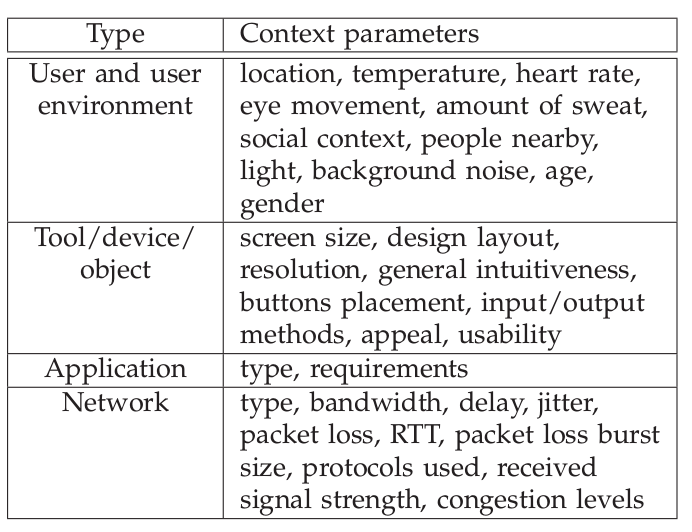 Type Context parameters
User and user location, temperature, heart rate,
environment eye movement, amount of sweat,
social context, people nearby,
light, background noise, age,
gender
Tool/device/ screen size, design layout,
object resolution, general intuitiveness,
buttons placement, input/output
methods, appeal, usability
Application type, requirements
Network type, bandwidth, delay, jitter,
packet loss, RTT, packet loss burst
size, protocols used, received
signal strength, congestion levels